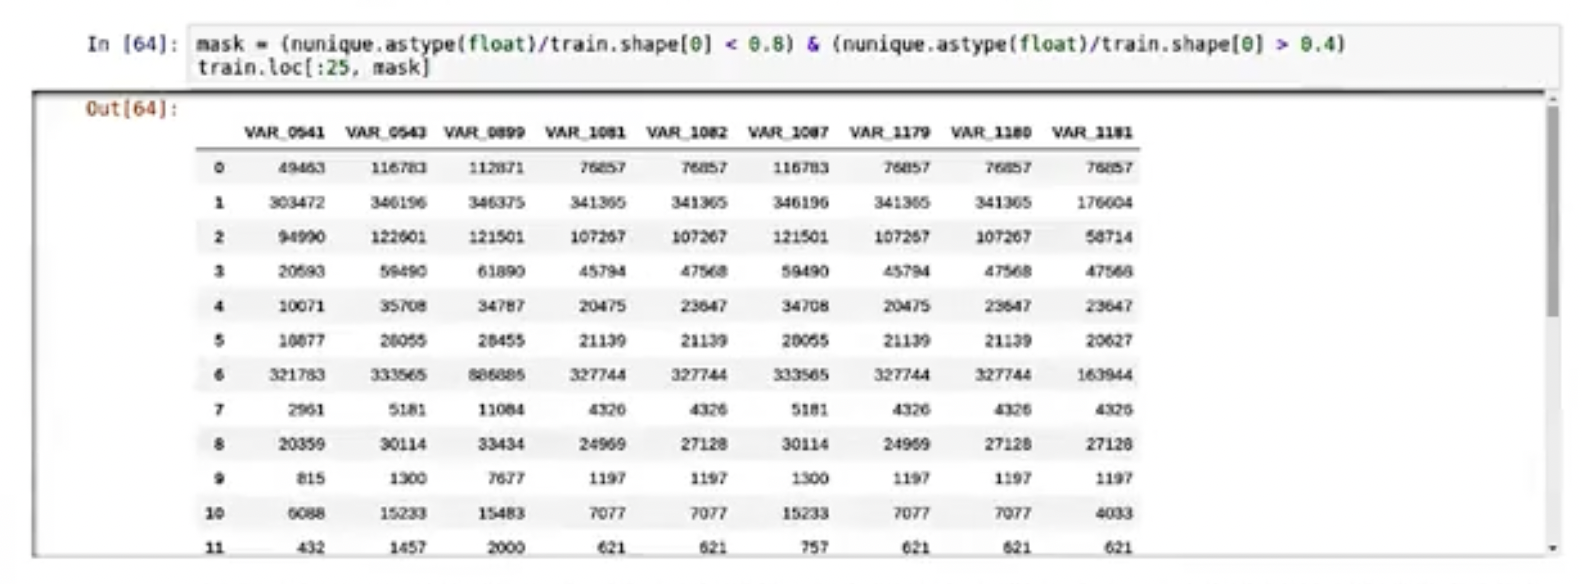 In [64]: mask = (nunique.astype(float)/train.shape[0] < 0.8) & (nunique.astype(float)/train.shape[0] > 0.4)
train.loc[:25, mask]
Out[64]:
VAR_0541 VAR_0543 VAR_0899 VAR_1081 VAR_1082 VAR_1087 VAR_1179 VAR_1180 VAR_1181
0 49463 116783 112871 76857 76857 116783 76857 76857 76857
1 303472 346196 346375 341365 341365 346196 341365 341365 176604
2 94990 122601 121501 107267 107267 121501 107267 107267 58714
3 20593 59490 61890 45794 47568 59490 45794 47568 47568
4 10071 35708 34787 20475 23647 34708 20475 23647 23647
5 18877 28055 28455 21139 21139 28055 21139 21139 20627
6 321783 333565 886886 327744 327744 333565 327744 327744 163944
7 2961 5181 11084 4326 4326 5181 4326 4326 4326
8 20359 30114 33434 24969 27128 30114 24969 27128 27128
9 815 1300 7677 1197 1197 1300 1197 1197 1197
10 6088 15233 15483 7077 7077 15233 7077 7077 4033
11 432 1457 2000 621 621 757 621 621 621